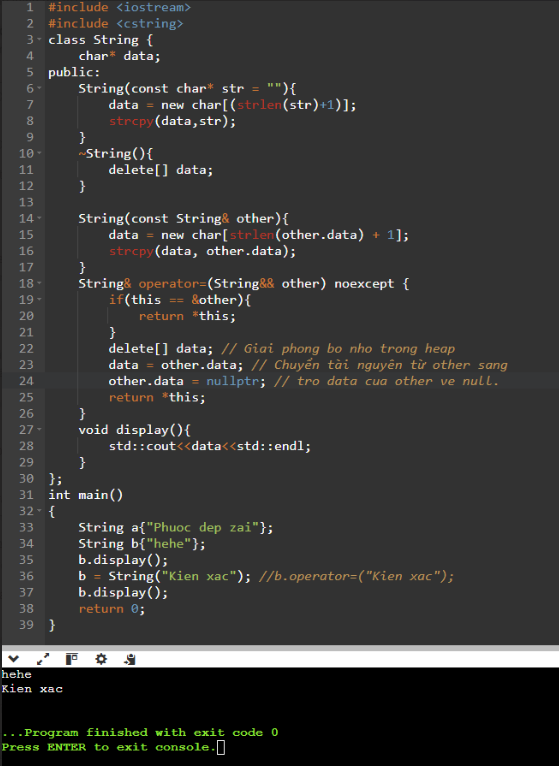 1 #include <iostream>
2 #include <cstring>
3 class String {
4     char* data;
5 public:
6     String(const char* str = ""){
7         data = new char[(strlen(str)+1)];
8         strcpy(data,str);
9     }
10     ~String(){
11         delete[] data;
12     }
13
14     String(const String& other){
15         data = new char[strlen(other.data) + 1];
16         strcpy(data, other.data);
17     }
18     String& operator=(String&& other) noexcept {
19         if(this == &other){
20             return *this;
21         }
22         delete[] data; // Giai phong bo nho trong heap
23         data = other.data; // Chuyển tài nguyên từ other sang
24         other.data = nullptr; // tro data cua other ve null.
25         return *this;
26     }
27     void display(){
28         std::cout<<data<<std::endl;
29     }
30 };
31 int main()
32 {
33     String a{"Phuoc dep zai"};
34     String b{"hehe"};
35     b.display();
36     b = String("Kien xac"); //b.operator=("Kien xac");
37     b.display();
38     return 0;
39 }
hehe
Kien xac
...Program finished with exit code 0
Press ENTER to exit console.